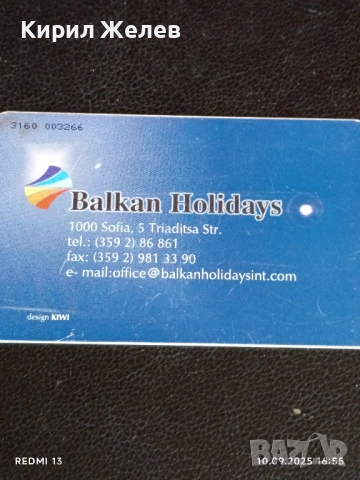 Кирил Желев
3160 003266
Balkan Holidays
1000 Sofia, 5 Triaditsa Str.
tel.: (359 2) 86 861
fax: (359 2) 981 33 90
e- mail:office@balkanholidaysint.com
design KIWI
REDMI 13
10.09.2025 16:55
BAZAR